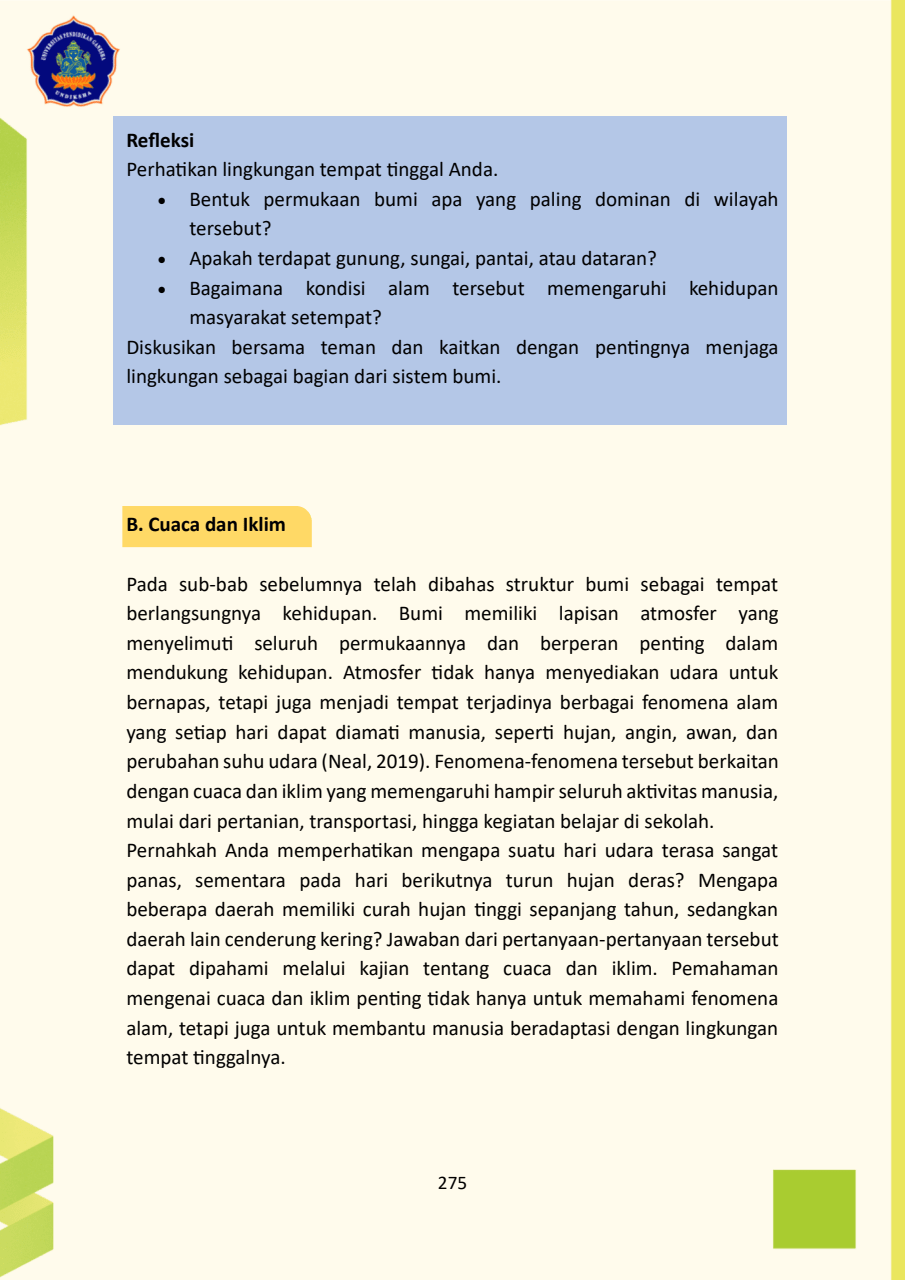 UNIVERSITAS PENDIDIKAN GANESHA
UNDIKSHA
Refleksi
Perhatikan lingkungan tempat tinggal Anda.
• Bentuk permukaan bumi apa yang paling dominan di wilayah
tersebut?
• Apakah terdapat gunung, sungai, pantai, atau dataran?
• Bagaimana kondisi alam tersebut memengaruhi kehidupan
masyarakat setempat?
Diskusikan bersama teman dan kaitkan dengan pentingnya menjaga
lingkungan sebagai bagian dari sistem bumi.
B. Cuaca dan Iklim
Pada sub-bab sebelumnya telah dibahas struktur bumi sebagai tempat
berlangsungnya kehidupan. Bumi memiliki lapisan atmosfer yang
menyelimuti seluruh permukaannya dan berperan penting dalam
mendukung kehidupan. Atmosfer tidak hanya menyediakan udara untuk
bernapas, tetapi juga menjadi tempat terjadinya berbagai fenomena alam
yang setiap hari dapat diamati manusia, seperti hujan, angin, awan, dan
perubahan suhu udara (Neal, 2019). Fenomena-fenomena tersebut berkaitan
dengan cuaca dan iklim yang memengaruhi hampir seluruh aktivitas manusia,
mulai dari pertanian, transportasi, hingga kegiatan belajar di sekolah.
Pernahkah Anda memperhatikan mengapa suatu hari udara terasa sangat
panas, sementara pada hari berikutnya turun hujan deras? Mengapa
beberapa daerah memiliki curah hujan tinggi sepanjang tahun, sedangkan
daerah lain cenderung kering? Jawaban dari pertanyaan-pertanyaan tersebut
dapat dipahami melalui kajian tentang cuaca dan iklim. Pemahaman
mengenai cuaca dan iklim penting tidak hanya untuk memahami fenomena
alam, tetapi juga untuk membantu manusia beradaptasi dengan lingkungan
tempat tinggalnya.
275